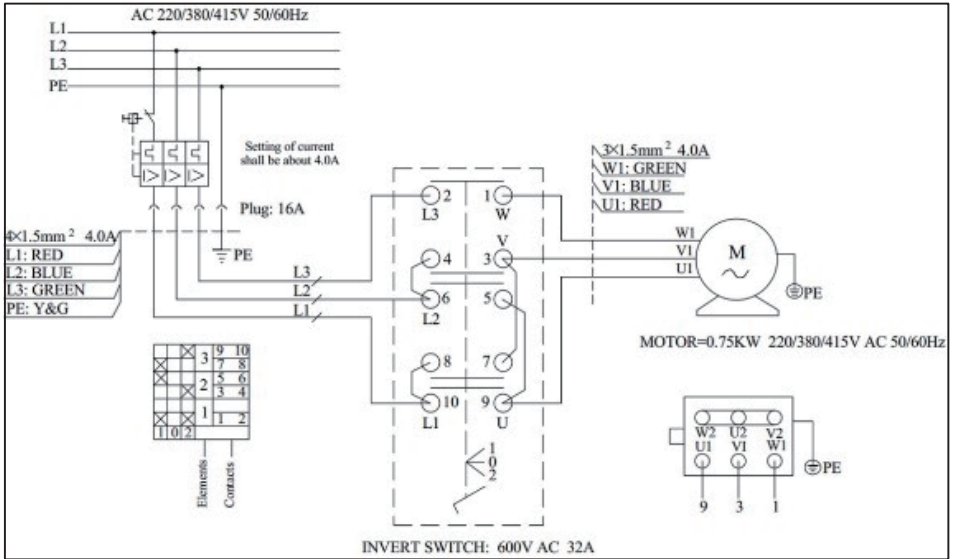 AC 220/380/415V 50/60Hz
L1
L2
L3
PE
Setting of current
shall be about 4.0A
Plug: 16A
4×1.5mm² 4.0A
L1: RED
L2: BLUE
L3: GREEN
PE: Y&G
PE
L3
L2
L1
2
L3
1
W
4
V
3
6
L2
5
8
7
10
L1
9
U
1
0
2
3×1.5mm² 4.0A
W1: GREEN
V1: BLUE
U1: RED
W1
V1
U1
M
PE
MOTOR=0.75KW 220/380/415V AC 50/60Hz
3 9 10
7 8
2 5 6
3 4
1 1 2
1 0 2
Elements
Contacts
W2 U2 V2
U1 V1 W1
PE
9 3 1
INVERT SWITCH: 600V AC 32A